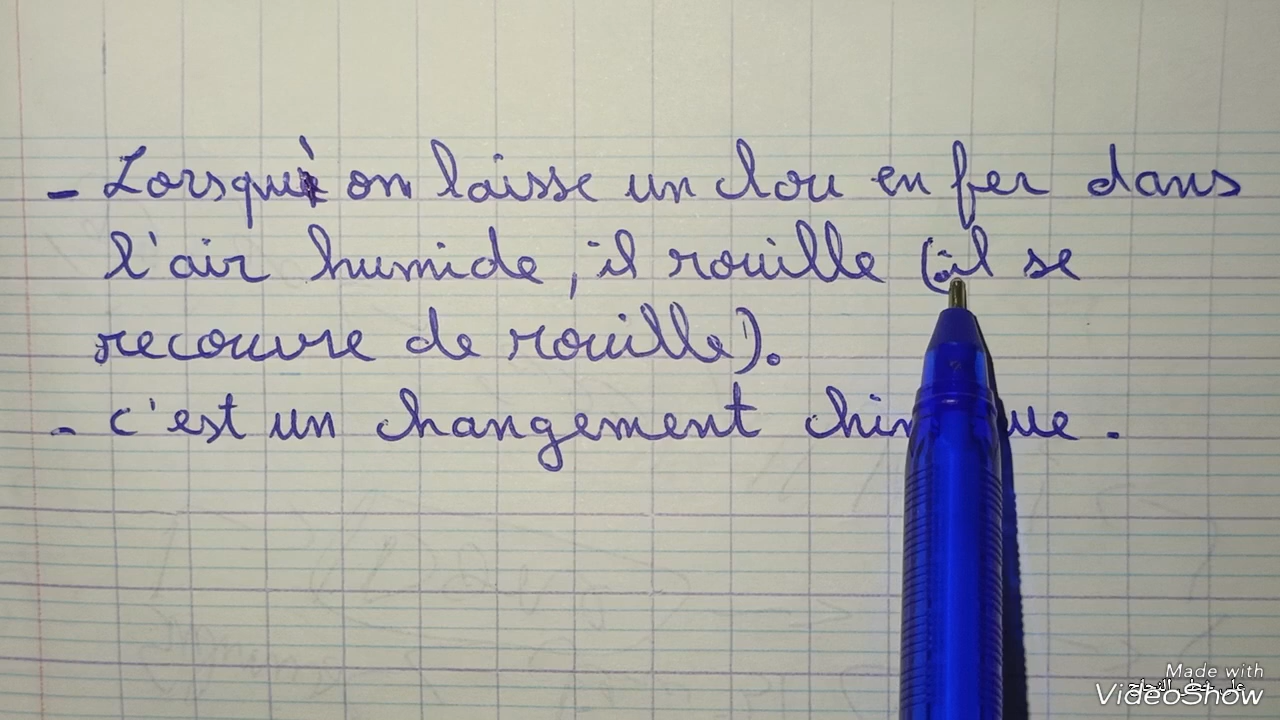 - Lorsqu'on laisse un clou en fer dans
l'air humide, il rouille (il se
recouvre de rouille).
- c'est un changement chimique.
Made with
VideoShow